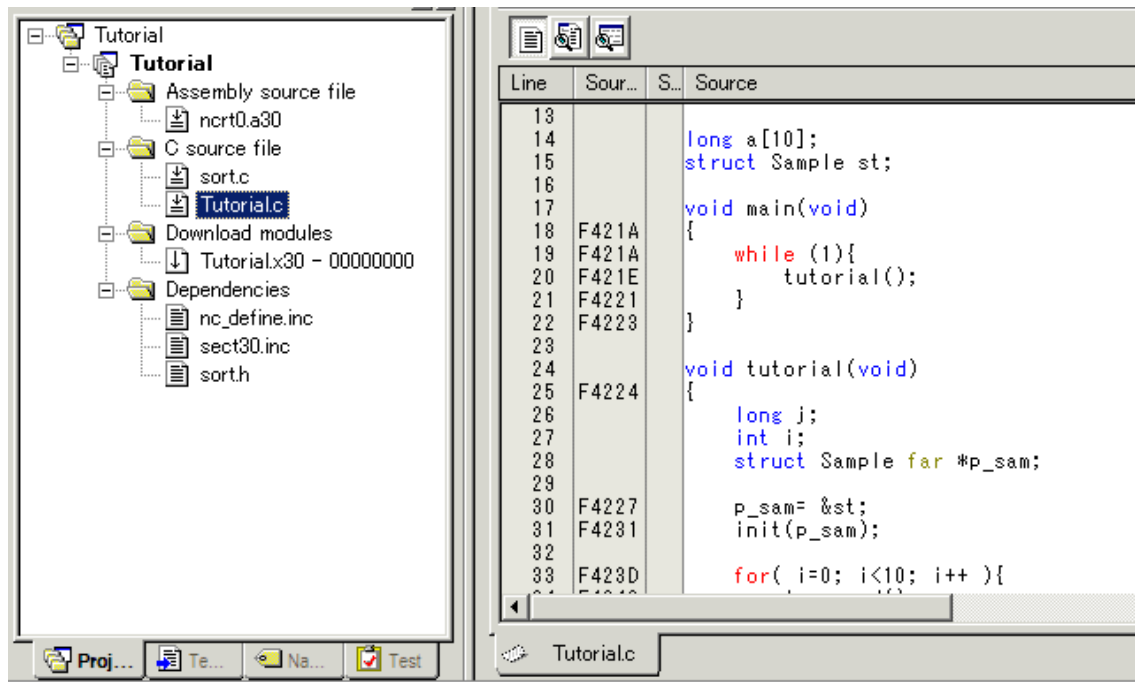 Tutorial
Tutorial
Assembly source file
ncrt0.a30
C source file
sort.c
Tutorial.c
Download modules
Tutorial.x30 - 00000000
Dependencies
nc_define.inc
sect30.inc
sort.h
Proj... Te... Na... Test
Line Sour... S... Source
13
14 long a[10];
15 struct Sample st;
16
17 void main(void)
18 F421A {
19 F421A while (1){
20 F421E tutorial();
21 F4221 }
22 F4223 }
23
24 void tutorial(void)
25 F4224 {
26 long j;
27 int i;
28 struct Sample far *p_sam;
29
30 F4227 p_sam= &st;
31 F4231 init(p_sam);
32
33 F423D for( i=0; i<10; i++ ){
Tutorial.c